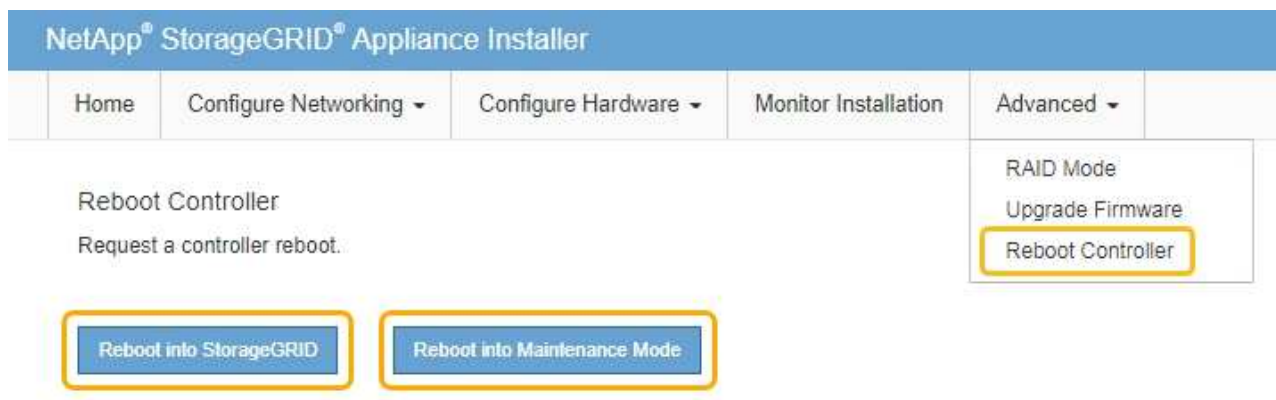 NetApp® StorageGRID® Appliance Installer
Home Configure Networking Configure Hardware Monitor Installation Advanced
RAID Mode
Upgrade Firmware
Reboot Controller
Reboot Controller
Request a controller reboot.
Reboot into StorageGRID Reboot into Maintenance Mode